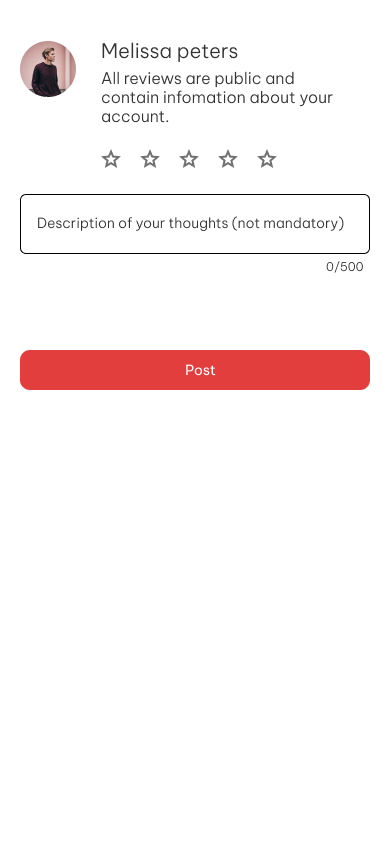 Melissa peters
All reviews are public and
contain infomation about your
account.
Description of your thoughts (not mandatory)
0/500
Post